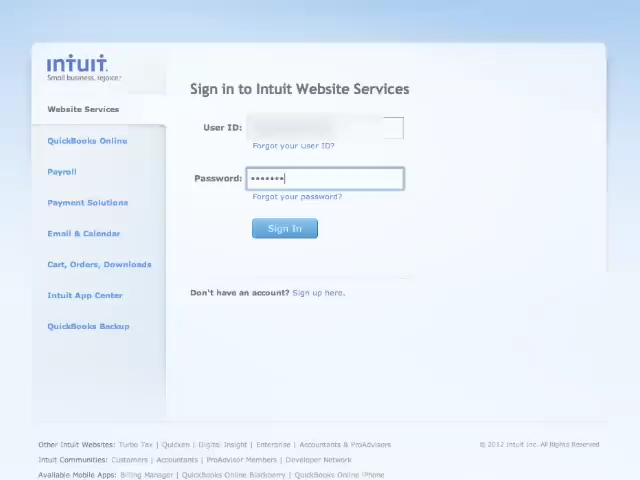 INTUIT.
Small business, rejoice.™
Website Services
QuickBooks Online
Payroll
Payment Solutions
Email & Calendar
Cart, Orders, Downloads
Intuit App Center
QuickBooks Backup
Sign in to Intuit Website Services
User ID:
Forgot your user ID?
Password: •••••••
Forgot your password?
Sign In
Don't have an account? Sign up here.
Other Intuit Websites: Turbo Tax | Quicken | Digital Insight | Enterprise | Accountants & ProAdvisors
© 2012 Intuit Inc. All Rights Reserved
Intuit Communities: Customers | Accountants | ProAdvisor Members | Developer Network
Available Mobile Apps: Billing Manager | QuickBooks Online Blackberry | QuickBooks Online iPhone